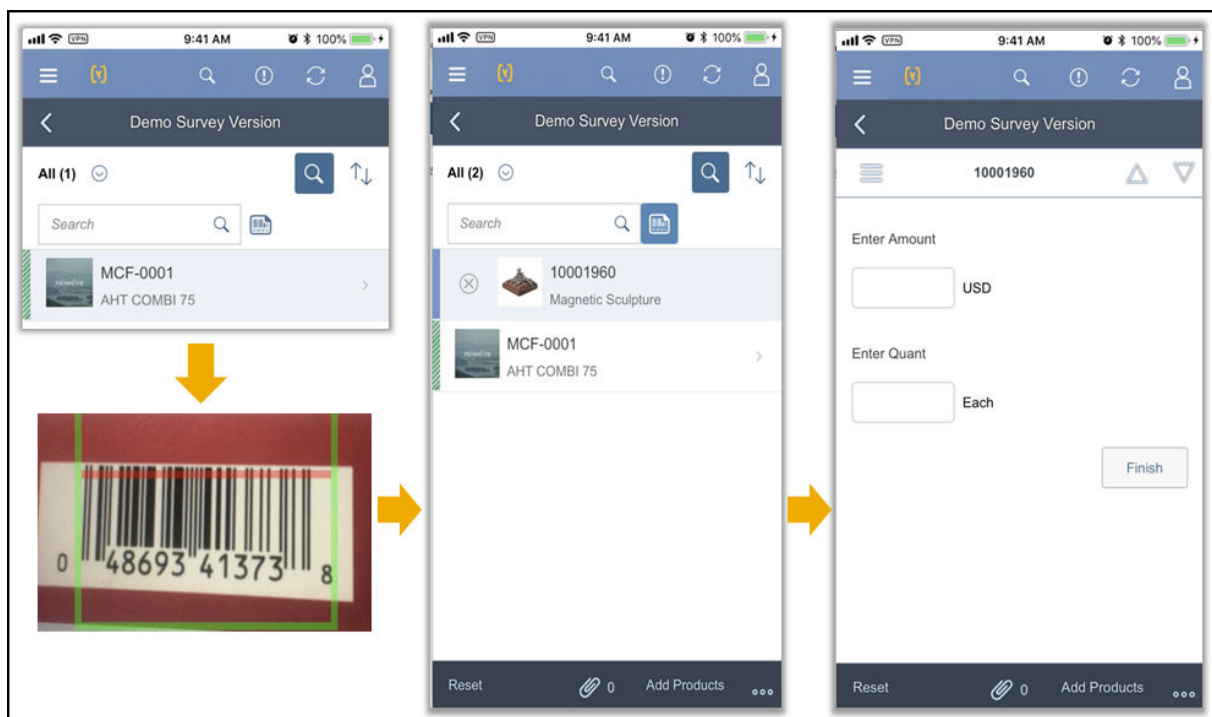 VPN 9:41 AM 100%
Demo Survey Version
All (1)
Search
MCF-0001
AHT COMBI 75
0 48693 41373 8
VPN 9:41 AM 100%
Demo Survey Version
All (2)
Search
10001960
Magnetic Sculpture
MCF-0001
AHT COMBI 75
Reset 0 Add Products
VPN 9:41 AM 100%
Demo Survey Version
10001960
Enter Amount
USD
Enter Quant
Each
Finish
Reset 0 Add Products